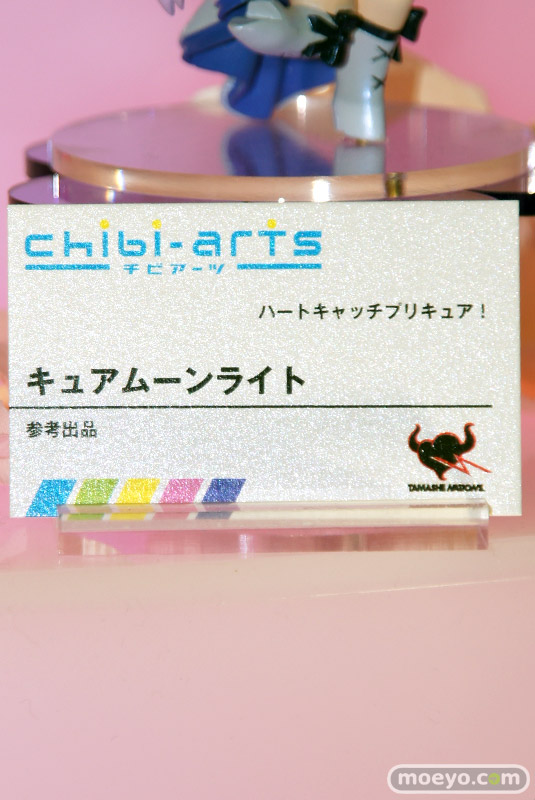 chibi-arts
チビアーツ
ハートキャッチプリキュア！
キュアムーンライト
参考出品
TAMASHII NATIONS
moeyo.com